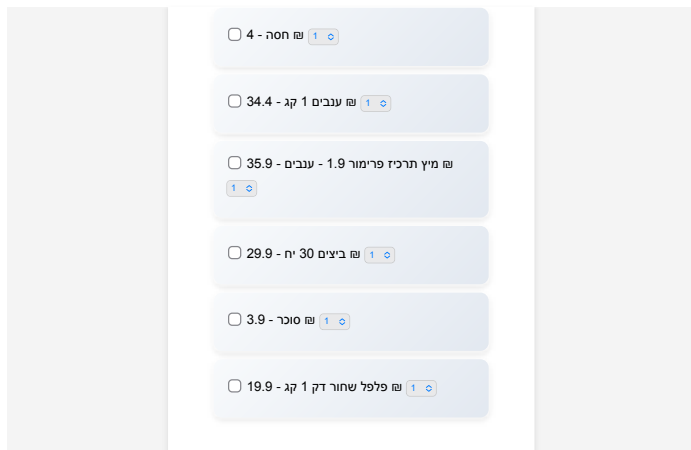 חסה - 4 ₪ 1
ענבים 1 קג - 34.4 ₪ 1
מיץ תרכיז פרימור 1.9 - ענבים - 35.9 ₪
1
ביצים 30 יח - 29.9 ₪ 1
סוכר - 3.9 ₪ 1
פלפל שחור דק 1 קג - 19.9 ₪ 1